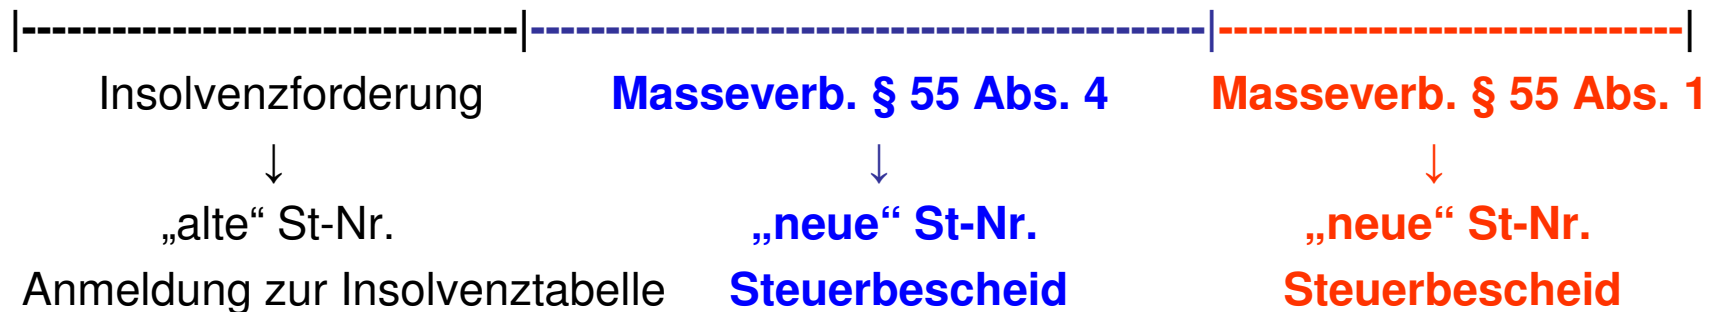 Insolvenzforderung Masseverb. § 55 Abs. 4 Masseverb. § 55 Abs. 1
↓ ↓ ↓
„alte“ St-Nr. „neue“ St-Nr. „neue“ St-Nr.
Anmeldung zur Insolvenztabelle Steuerbescheid Steuerbescheid